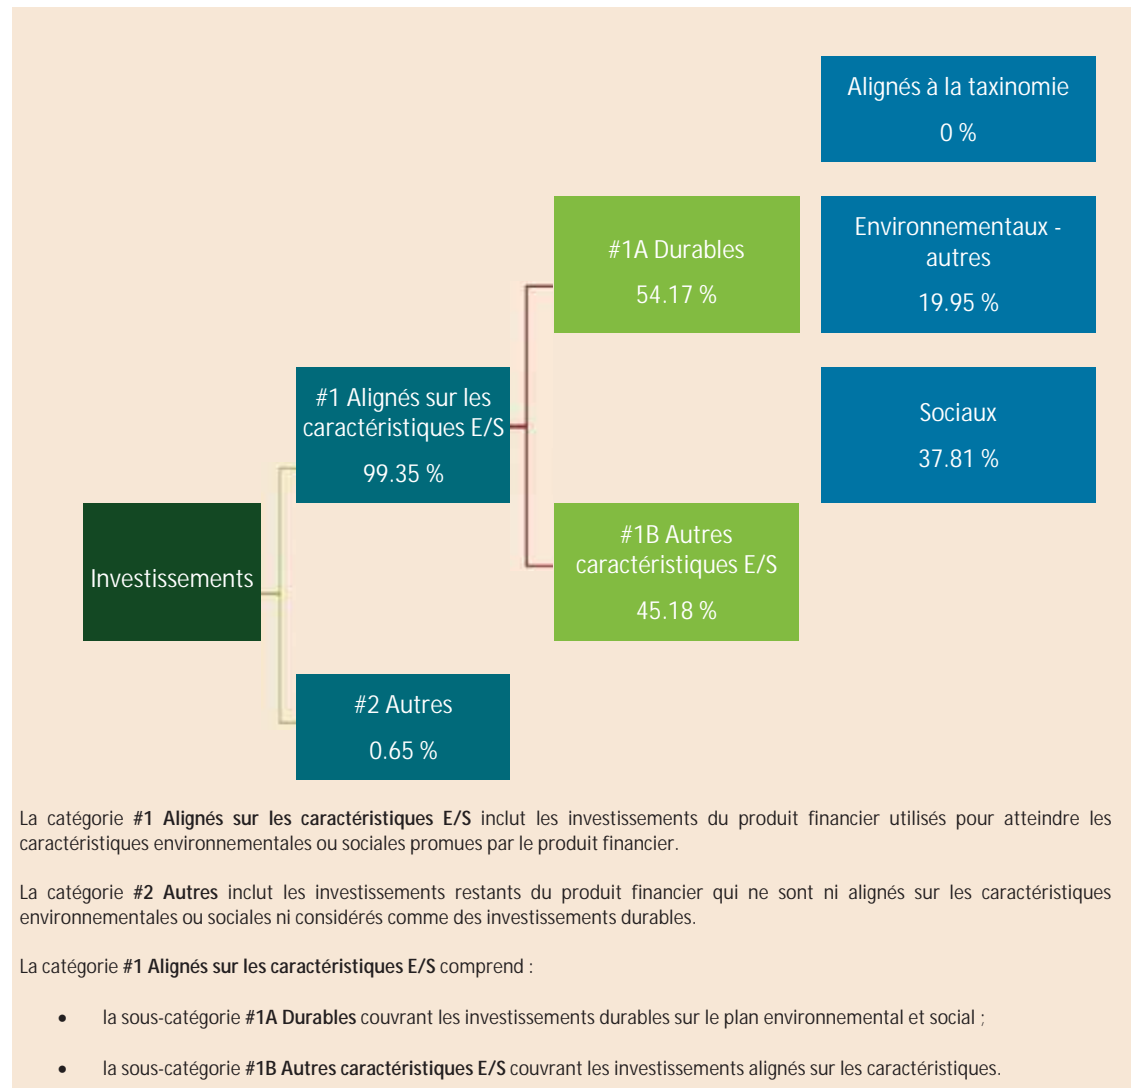 Alignés à la taxinomie
0 %
Environnementaux -
autres
19.95 %
#1A Durables
54.17 %
Sociaux
37.81 %
#1 Alignés sur les
caractéristiques E/S
99.35 %
#1B Autres
caractéristiques E/S
45.18 %
Investissements
#2 Autres
0.65 %
La catégorie #1 Alignés sur les caractéristiques E/S inclut les investissements du produit financier utilisés pour atteindre les
caractéristiques environnementales ou sociales promues par le produit financier.
La catégorie #2 Autres inclut les investissements restants du produit financier qui ne sont ni alignés sur les caractéristiques
environnementales ou sociales ni considérés comme des investissements durables.
La catégorie #1 Alignés sur les caractéristiques E/S comprend :
• la sous-catégorie #1A Durables couvrant les investissements durables sur le plan environnemental et social ;
• la sous-catégorie #1B Autres caractéristiques E/S couvrant les investissements alignés sur les caractéristiques.